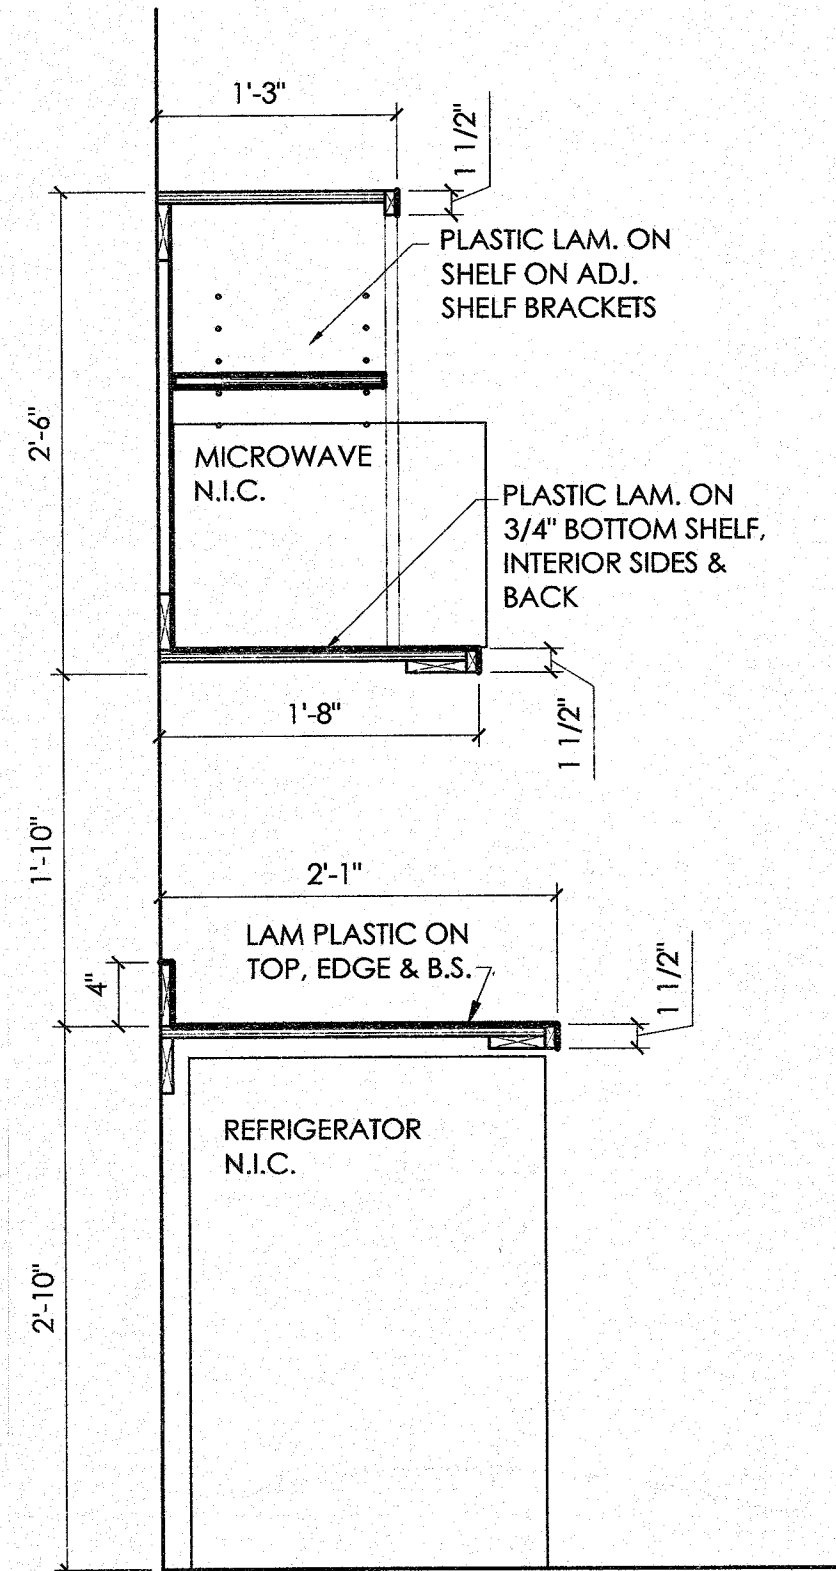 1'-3"
1 1/2"
PLASTIC LAM. ON
SHELF ON ADJ.
SHELF BRACKETS
2'-6"
MICROWAVE
N.I.C.
PLASTIC LAM. ON
3/4" BOTTOM SHELF,
INTERIOR SIDES &
BACK
1'-8"
1 1/2"
1'-10"
2'-1"
LAM PLASTIC ON
TOP, EDGE & B.S.
4"
1 1/2"
REFRIGERATOR
N.I.C.
2'-10"